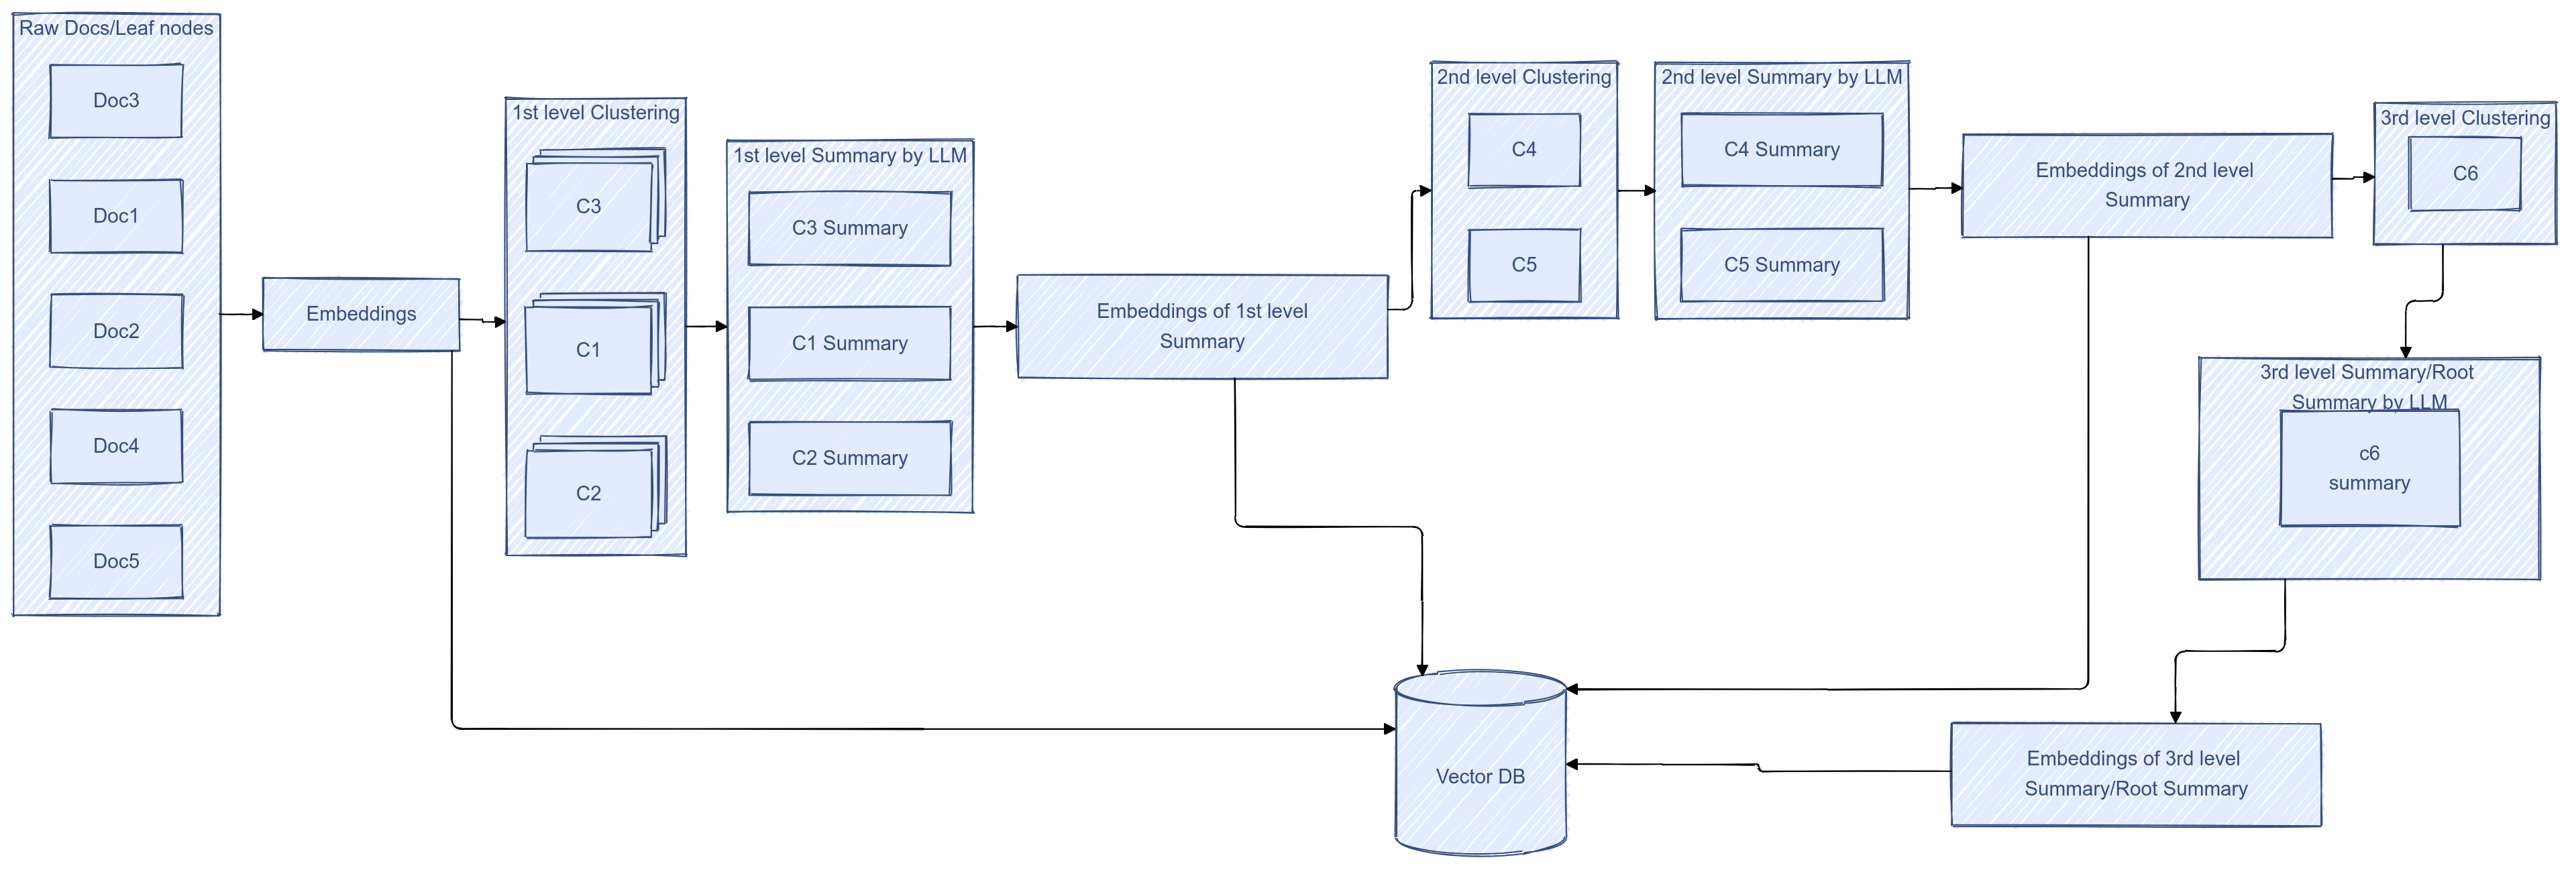 Raw Docs/Leaf nodes
Doc3
Doc1
Doc2
Doc4
Doc5
Embeddings
1st level Clustering
C3
C1
C2
1st level Summary by LLM
C3 Summary
C1 Summary
C2 Summary
Embeddings of 1st level
Summary
2nd level Clustering
C4
C5
2nd level Summary by LLM
C4 Summary
C5 Summary
Embeddings of 2nd level
Summary
3rd level Clustering
C6
3rd level Summary/Root
Summary by LLM
c6
summary
Embeddings of 3rd level
Summary/Root Summary
Vector DB